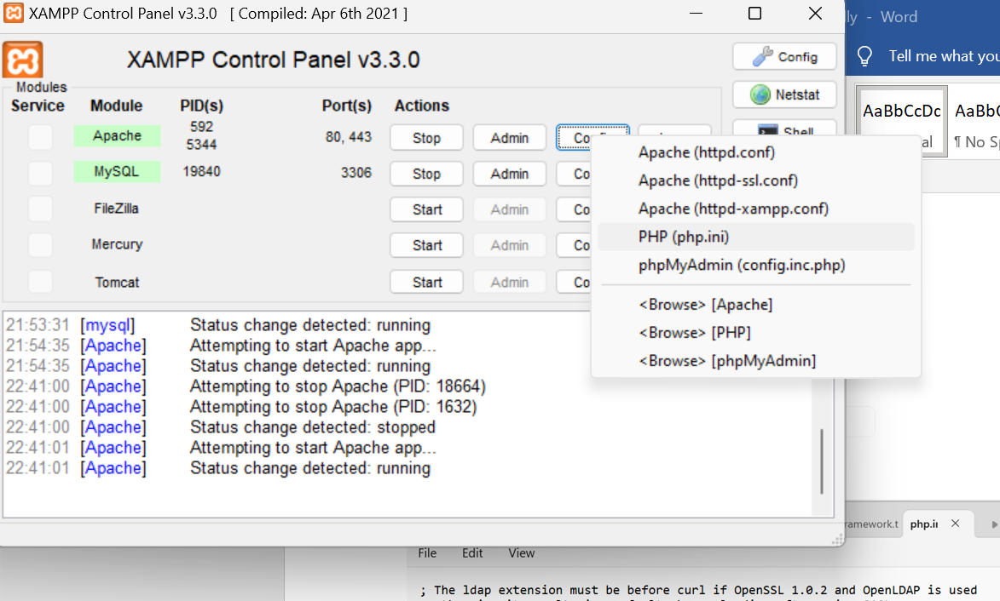 XAMPP Control Panel v3.3.0 [ Compiled: Apr 6th 2021 ]
- Word
XAMPP Control Panel v3.3.0
Config
Tell me what you
Modules
Service Module PID(s) Port(s) Actions
Netstat
AaBbCcDc AaBbC
Apache 592 5344 80, 443 Stop Admin
Shell
¶ No Sp
MySQL 19840 3306 Stop Admin Co
FileZilla Start Admin Co
Mercury Start Admin Co
Tomcat Start Admin Co
Apache (httpd.conf)
Apache (httpd-ssl.conf)
Apache (httpd-xampp.conf)
PHP (php.ini)
phpMyAdmin (config.inc.php)
<Browse> [Apache]
<Browse> [PHP]
<Browse> [phpMyAdmin]
21:53:31 [mysql] Status change detected: running
21:54:35 [Apache] Attempting to start Apache app...
21:54:35 [Apache] Status change detected: running
22:41:00 [Apache] Attempting to stop Apache (PID: 18664)
22:41:00 [Apache] Attempting to stop Apache (PID: 1632)
22:41:00 [Apache] Status change detected: stopped
22:41:01 [Apache] Attempting to start Apache app...
22:41:01 [Apache] Status change detected: running
ramework.t php.i
File Edit View
; The ldap extension must be before curl if OpenSSL 1.0.2 and OpenLDAP is used